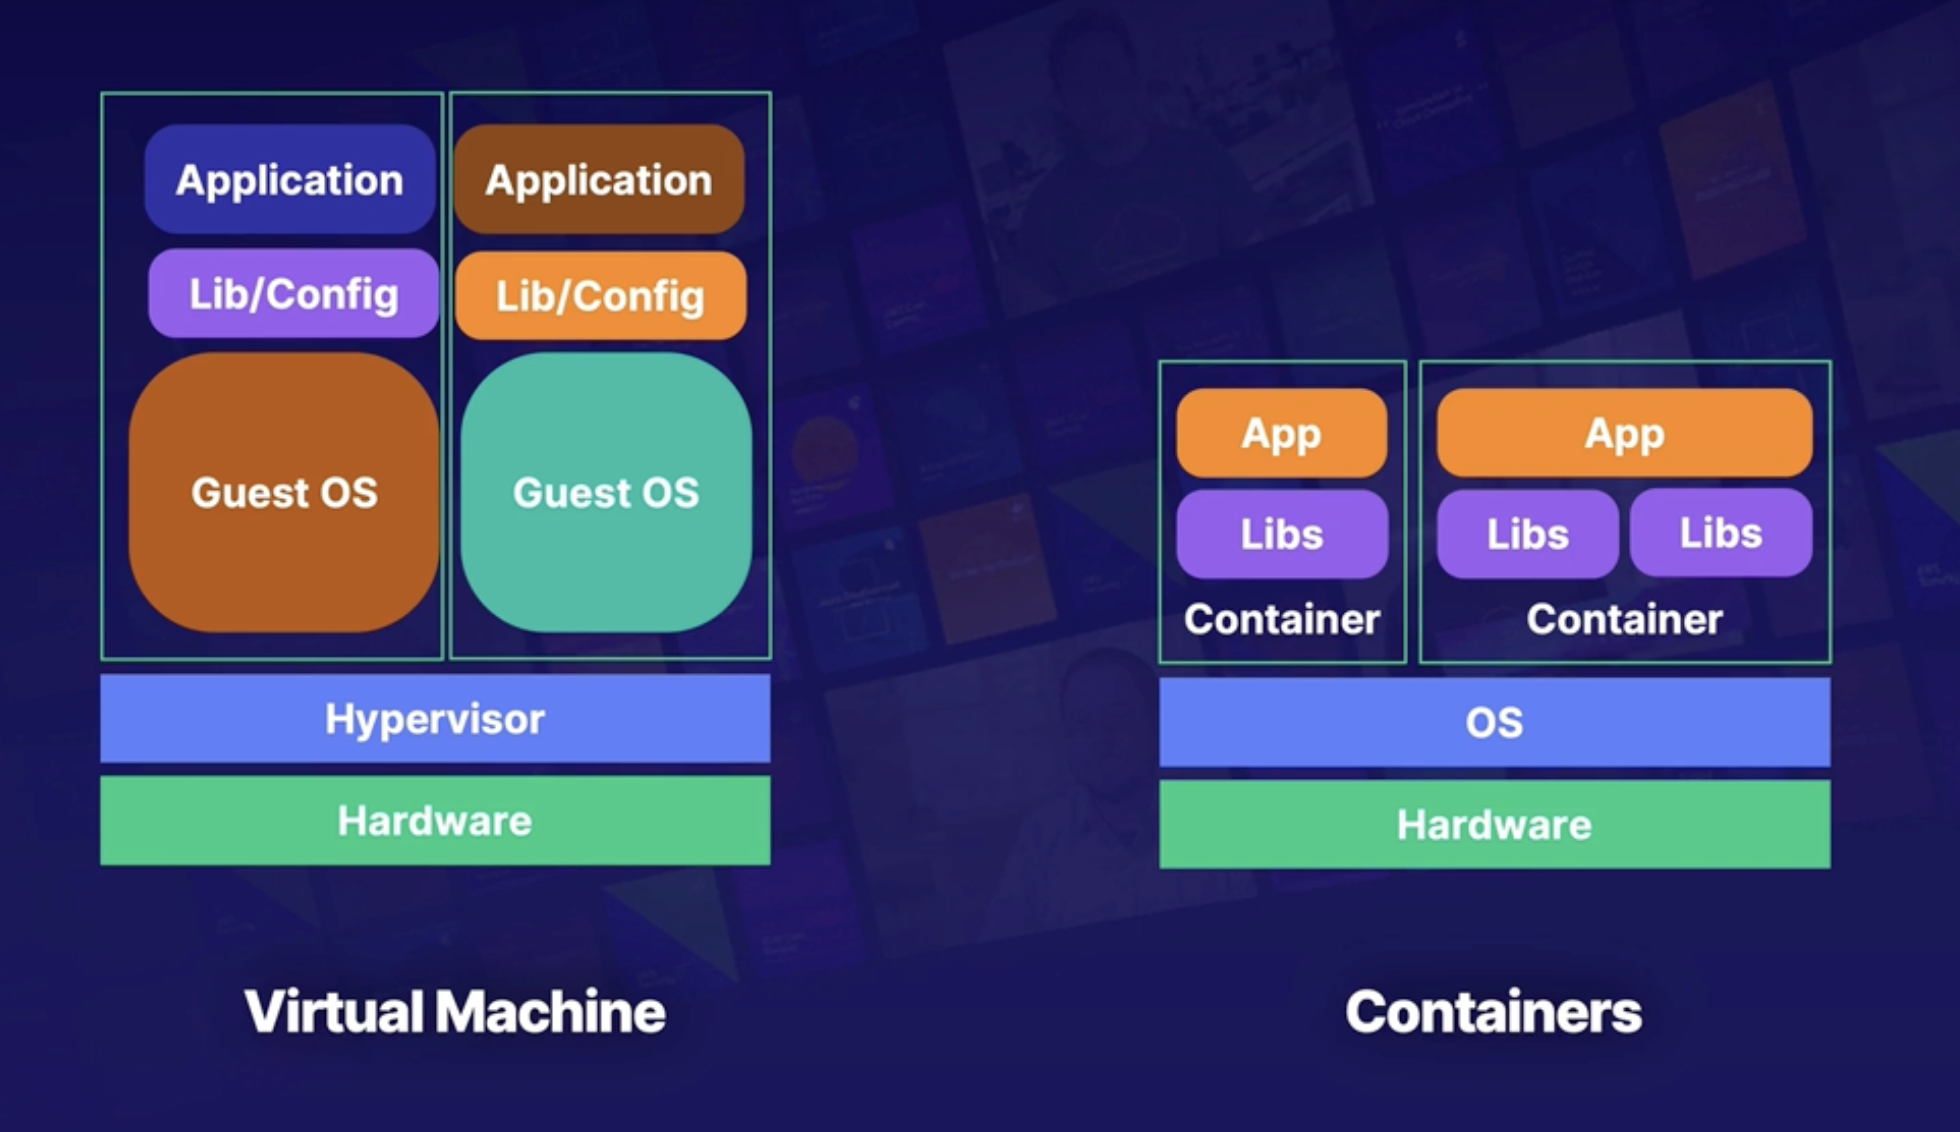 Application
Application
Lib/Config
Lib/Config
Guest OS
Guest OS
Hypervisor
Hardware
Virtual Machine
App
App
Libs
Libs
Libs
Container
Container
OS
Hardware
Containers